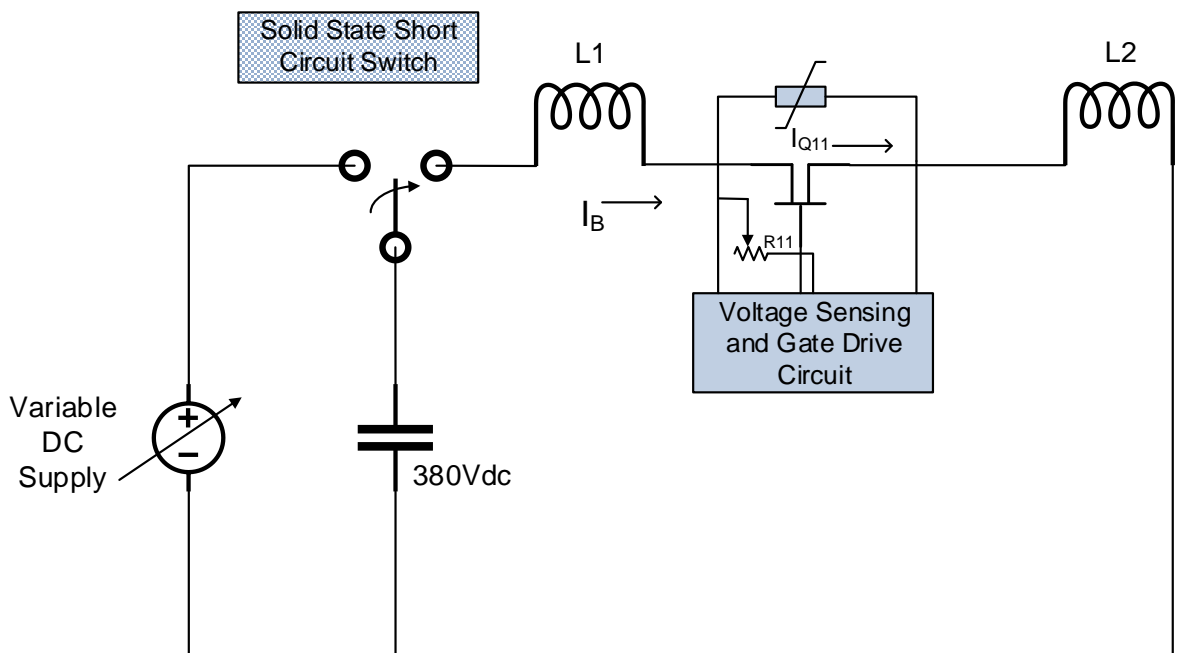 Solid State Short
Circuit Switch
L1
L2
I_Q11
I_B
R11
Voltage Sensing
and Gate Drive
Circuit
Variable
DC
Supply
+
−
380Vdc